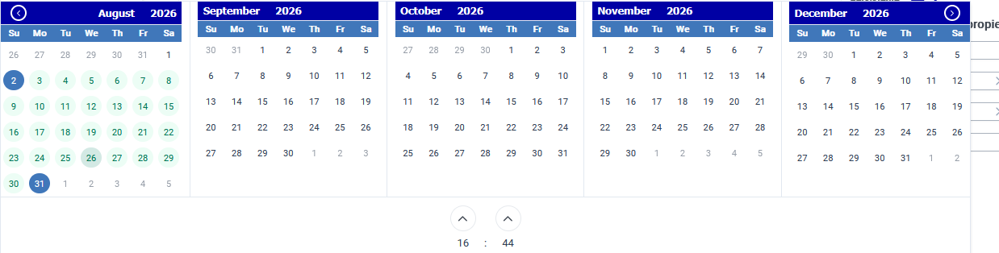 August 2026
Su Mo Tu We Th Fr Sa
26 27 28 29 30 31 1
2 3 4 5 6 7 8
9 10 11 12 13 14 15
16 17 18 19 20 21 22
23 24 25 26 27 28 29
30 31 1 2 3 4 5
September 2026
Su Mo Tu We Th Fr Sa
30 31 1 2 3 4 5
6 7 8 9 10 11 12
13 14 15 16 17 18 19
20 21 22 23 24 25 26
27 28 29 30 1 2 3
October 2026
Su Mo Tu We Th Fr Sa
27 28 29 30 1 2 3
4 5 6 7 8 9 10
11 12 13 14 15 16 17
18 19 20 21 22 23 24
25 26 27 28 29 30 31
November 2026
Su Mo Tu We Th Fr Sa
1 2 3 4 5 6 7
8 9 10 11 12 13 14
15 16 17 18 19 20 21
22 23 24 25 26 27 28
29 30 1 2 3 4 5
December 2026
Su Mo Tu We Th Fr Sa
29 30 1 2 3 4 5
6 7 8 9 10 11 12
13 14 15 16 17 18 19
20 21 22 23 24 25 26
27 28 29 30 31 1 2
16 : 44